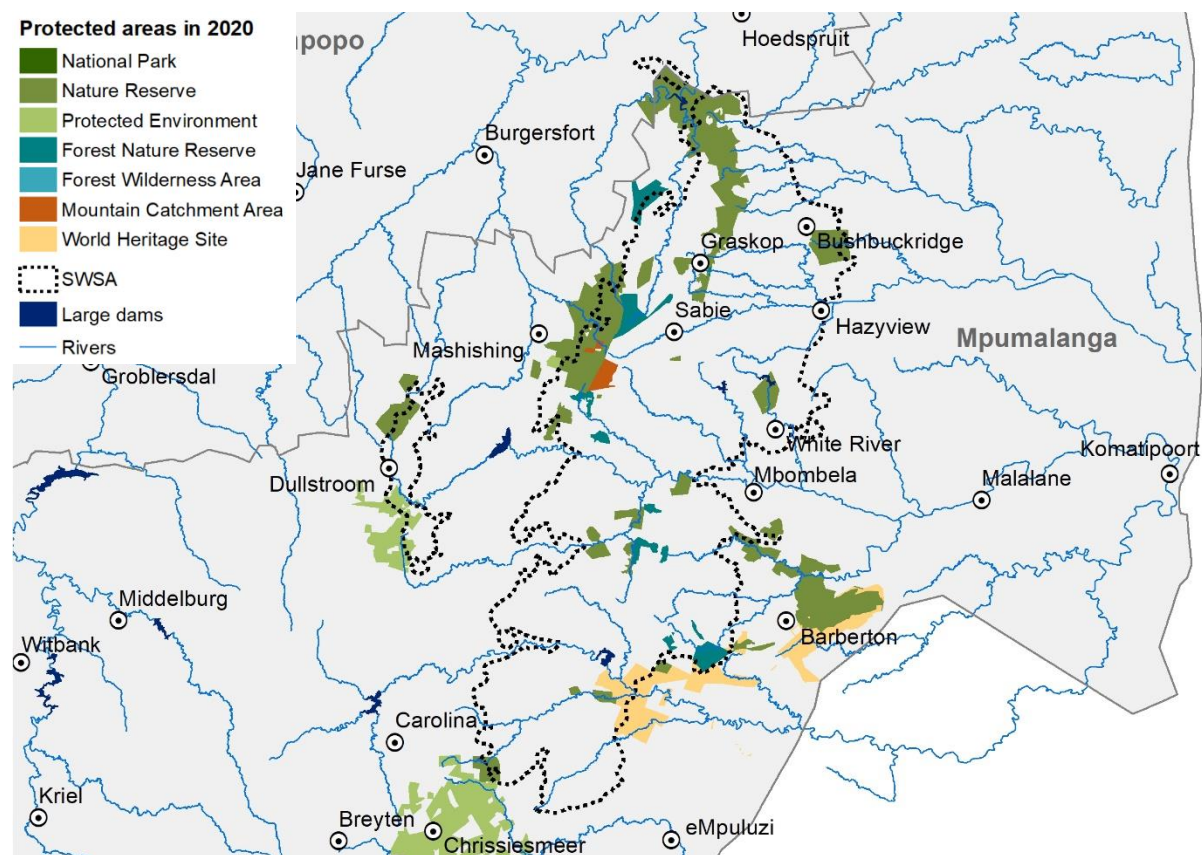 Protected areas in 2020
National Park
Nature Reserve
Protected Environment
Forest Nature Reserve
Forest Wilderness Area
Mountain Catchment Area
World Heritage Site
SWSA
Large dams
Rivers
popo
Hoedspruit
Burgersfort
Jane Furse
Bushbuckridge
Graskop
Sabie
Hazyview
Mashishing
Mpumalanga
Groblersdal
White River
Komatipoort
Dullstroom
Mbombela
Malalane
Middelburg
Barberton
Witbank
Carolina
Kriel
Breyten
Chrissiesmeer
eMpuluzi